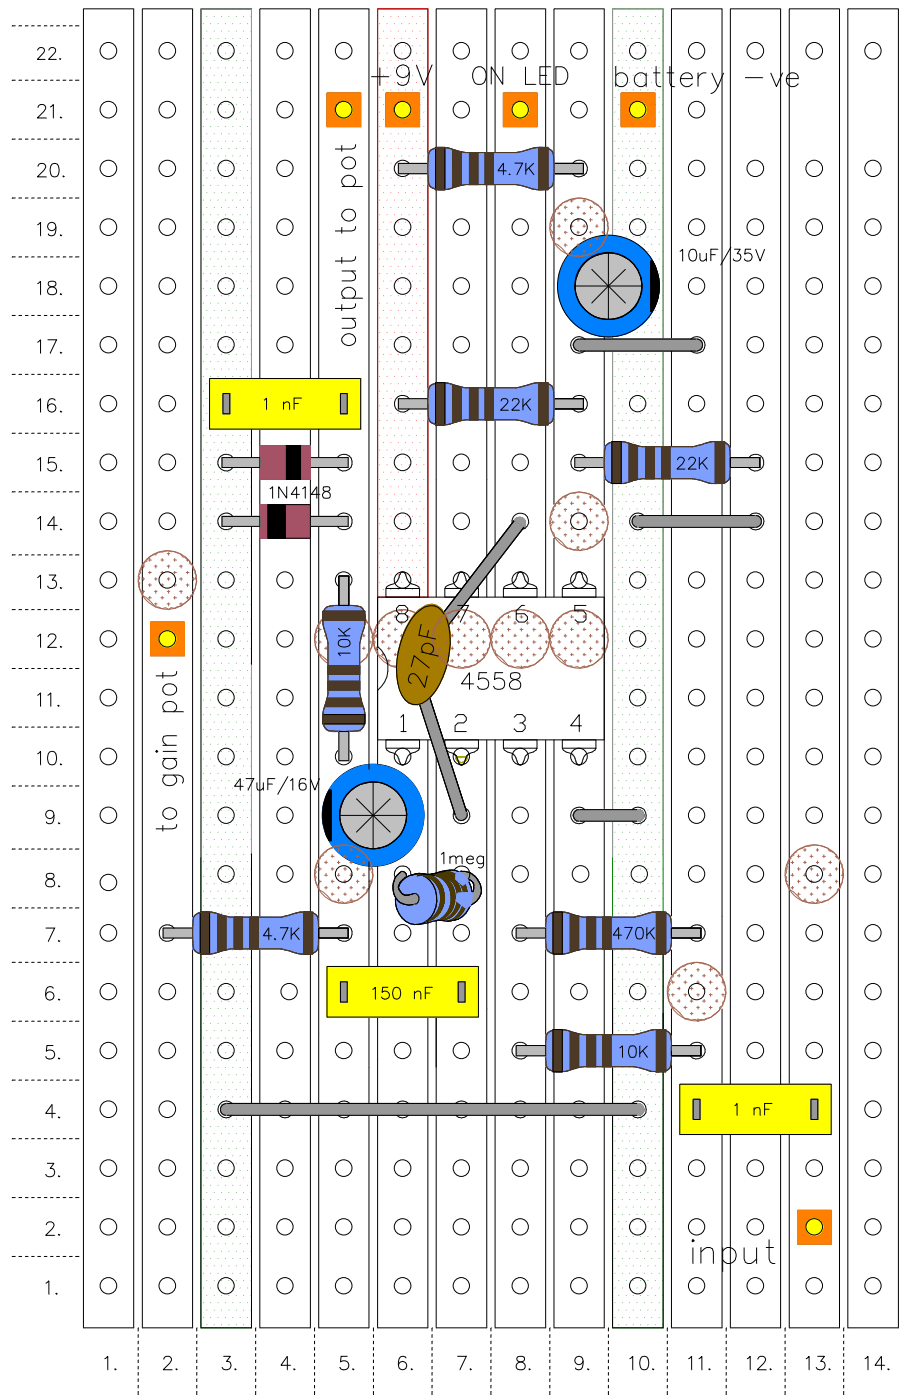 22.
+9V ON LED battery -ve
21.
output to pot
20.
4.7K
19.
10uF/35V
18.
17.
16.
1 nF
22K
15.
22K
1N4148
14.
13.
8 7 6 5
12.
10K
27pF
4558
11.
to gain pot
1 2 3 4
10.
47uF/16V
9.
1meg
8.
7.
4.7K
470K
6.
150 nF
5.
10K
4.
1 nF
3.
2.
input
1.
1. 2. 3. 4. 5. 6. 7. 8. 9. 10. 11. 12. 13. 14.